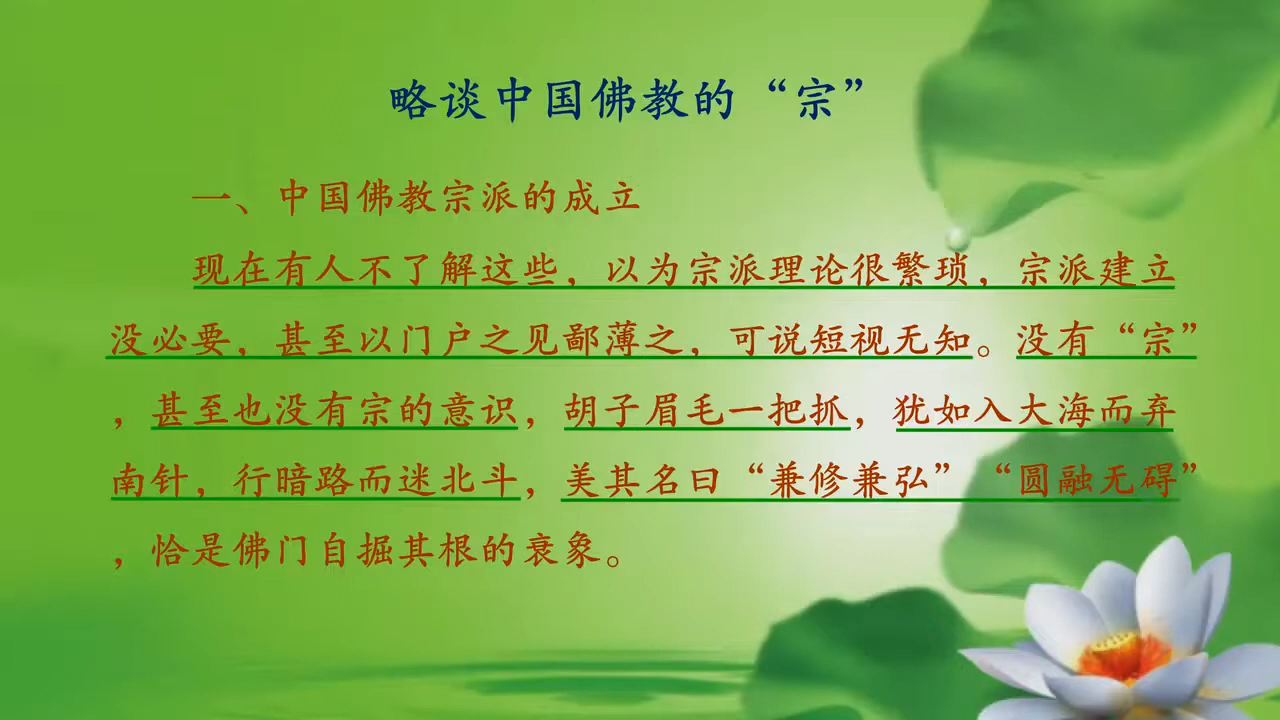 略谈中国佛教的“宗”
一、中国佛教宗派的成立
现在有人不了解这些，以为宗派理论很繁琐，宗派建立
没必要，甚至以门户之见鄙薄之，可说短视无知。没有“宗”
，甚至也没有宗的意识，胡子眉毛一把抓，犹如入大海而弃
南针，行暗路而迷北斗，美其名曰“兼修兼弘”“圆融无碍”
，恰是佛门自掘其根的衰象。